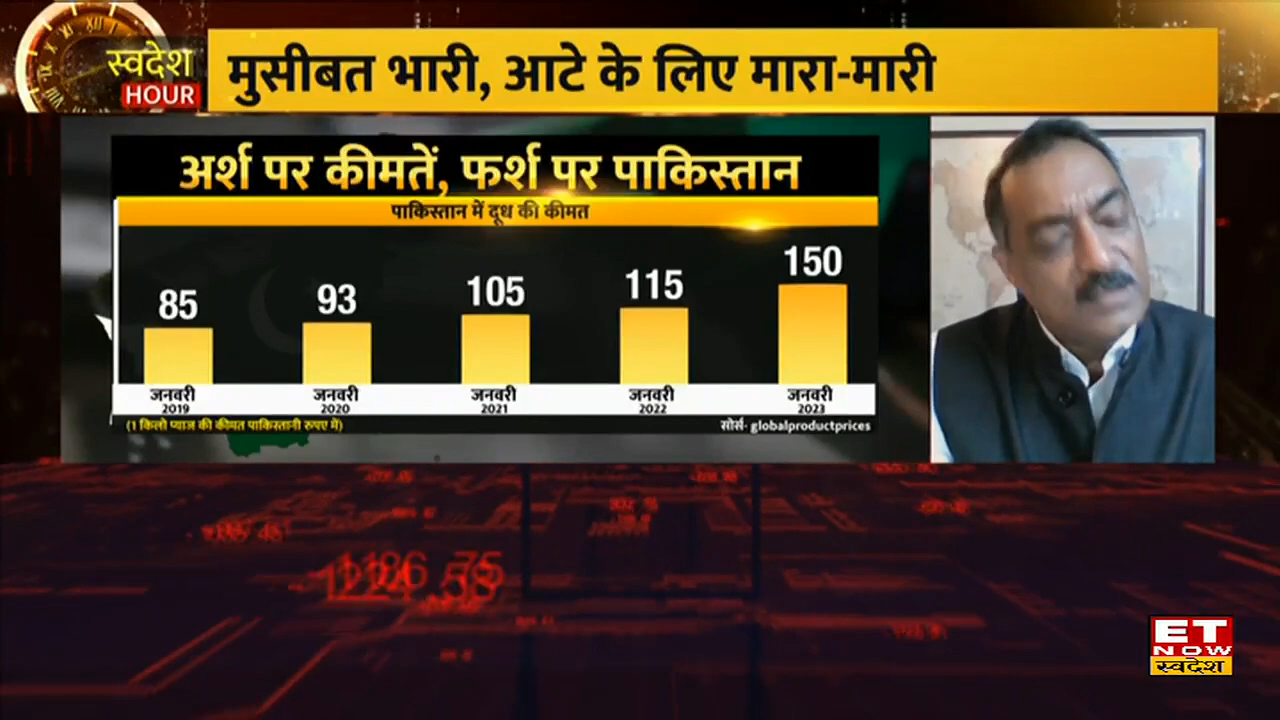 स्वदेश
HOUR
मुसीबत भारी, आटे के लिए मारा-मारी
अर्श पर कीमतें, फर्श पर पाकिस्तान
पाकिस्तान में दूध की कीमत
85 93 105 115 150
जनवरी जनवरी जनवरी जनवरी जनवरी
2019 2020 2021 2022 2023
(1 किलो प्याज की कीमत पाकिस्तानी रुपए में) सोर्स- globalproductprices
ET
NOW
स्वदेश